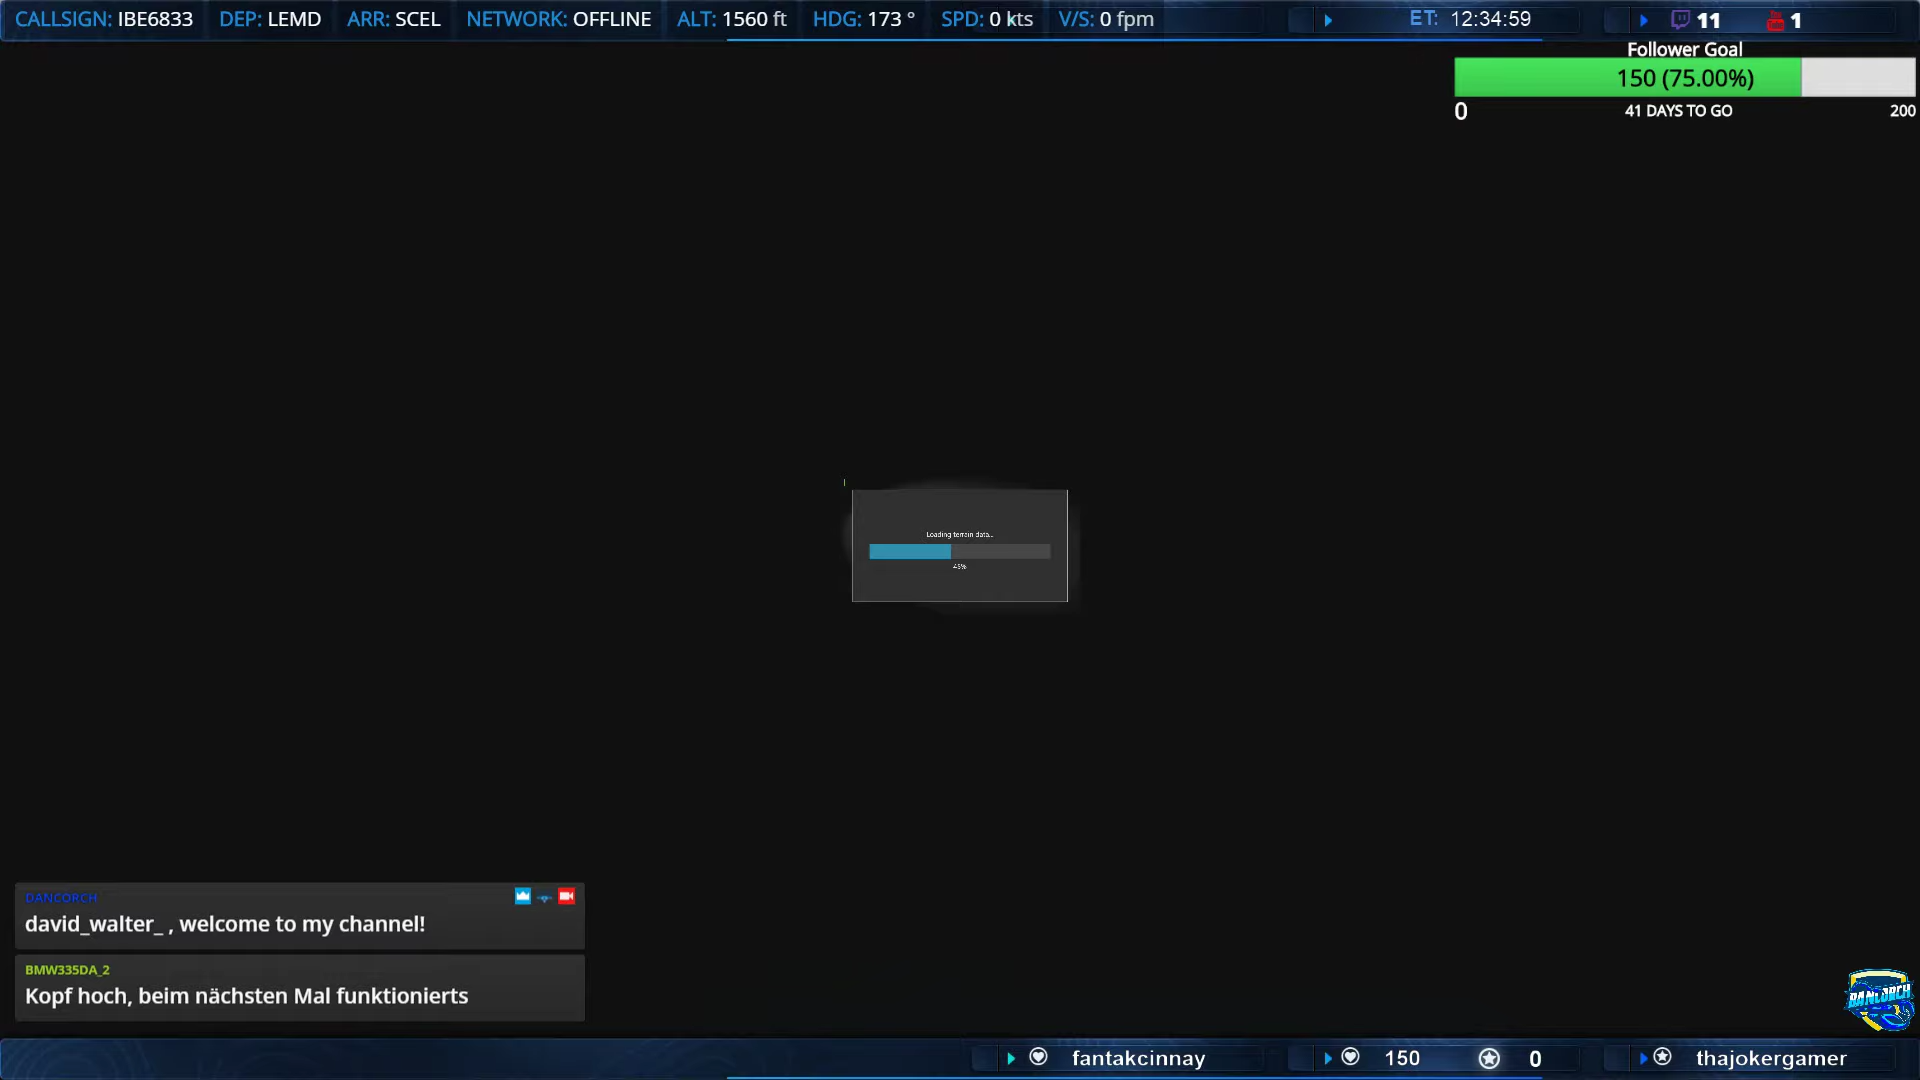 CALLSIGN: IBE6833 DEP: LEMD ARR: SCEL NETWORK: OFFLINE ALT: 1560 ft HDG: 173 ° SPD: 0 kts V/S: 0 fpm ET: 12:34:59 11 1
Follower Goal
150 (75.00%)
0 41 DAYS TO GO 200
Loading terrain data...
45%
DANCORCH
david_walter_ , welcome to my channel!
BMW335DA_2
Kopf hoch, beim nächsten Mal funktionierts
DANCORCH
fantakcinnay 150 0 thajokergamer